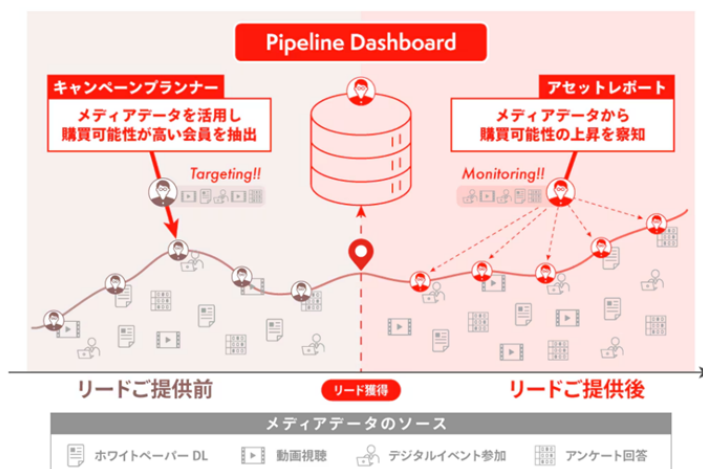 Pipeline Dashboard
キャンペーンプランナー
メディアデータを活用し
購買可能性が高い会員を抽出
アセットレポート
メディアデータから
購買可能性の上昇を察知
Targeting!!
Monitoring!!
リードご提供前
リード獲得
リードご提供後
メディアデータのソース
ホワイトペーパー DL
動画視聴
デジタルイベント参加
アンケート回答